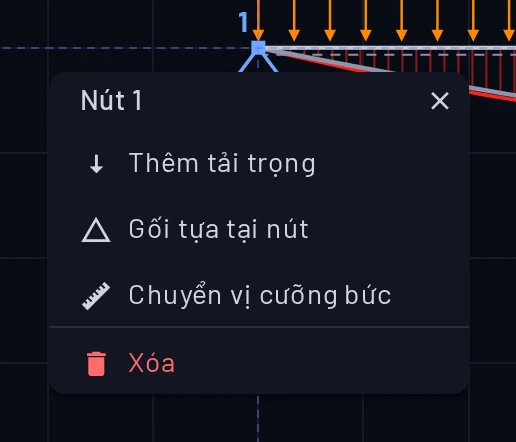 1
Nút 1
Thêm tải trọng
Gối tựa tại nút
Chuyển vị cưỡng bức
Xóa